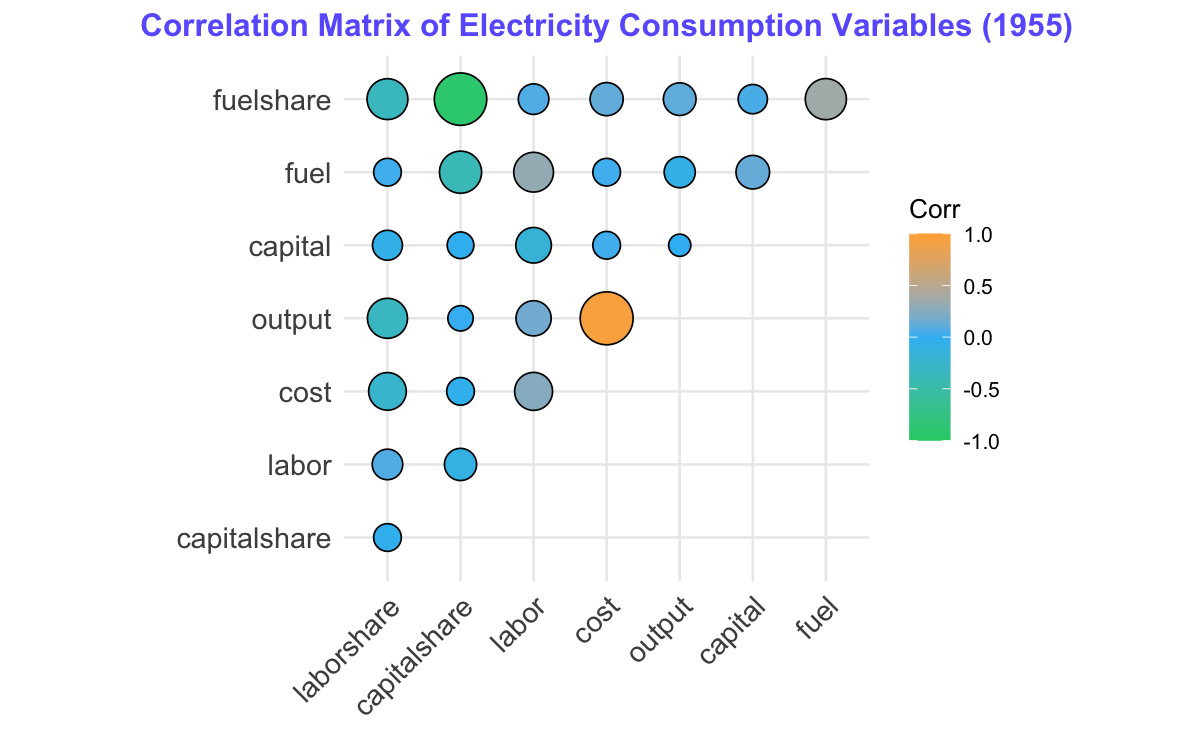 Correlation Matrix of Electricity Consumption Variables (1955)
fuelshare
fuel
capital
output
cost
labor
capitalshare
laborshare
capitalshare
labor
cost
output
capital
fuel
Corr
1.0
0.5
0.0
-0.5
-1.0